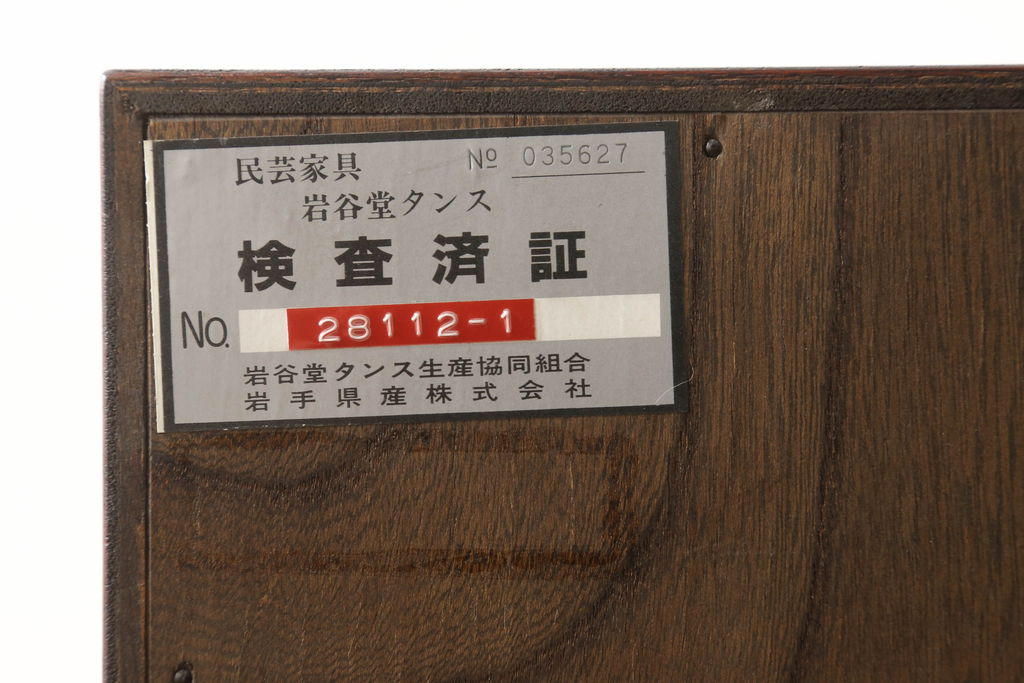 民芸家具 № 035627
岩谷堂タンス
検査済証
No. 28112-1
岩谷堂タンス生産協同組合
岩手県産株式会社